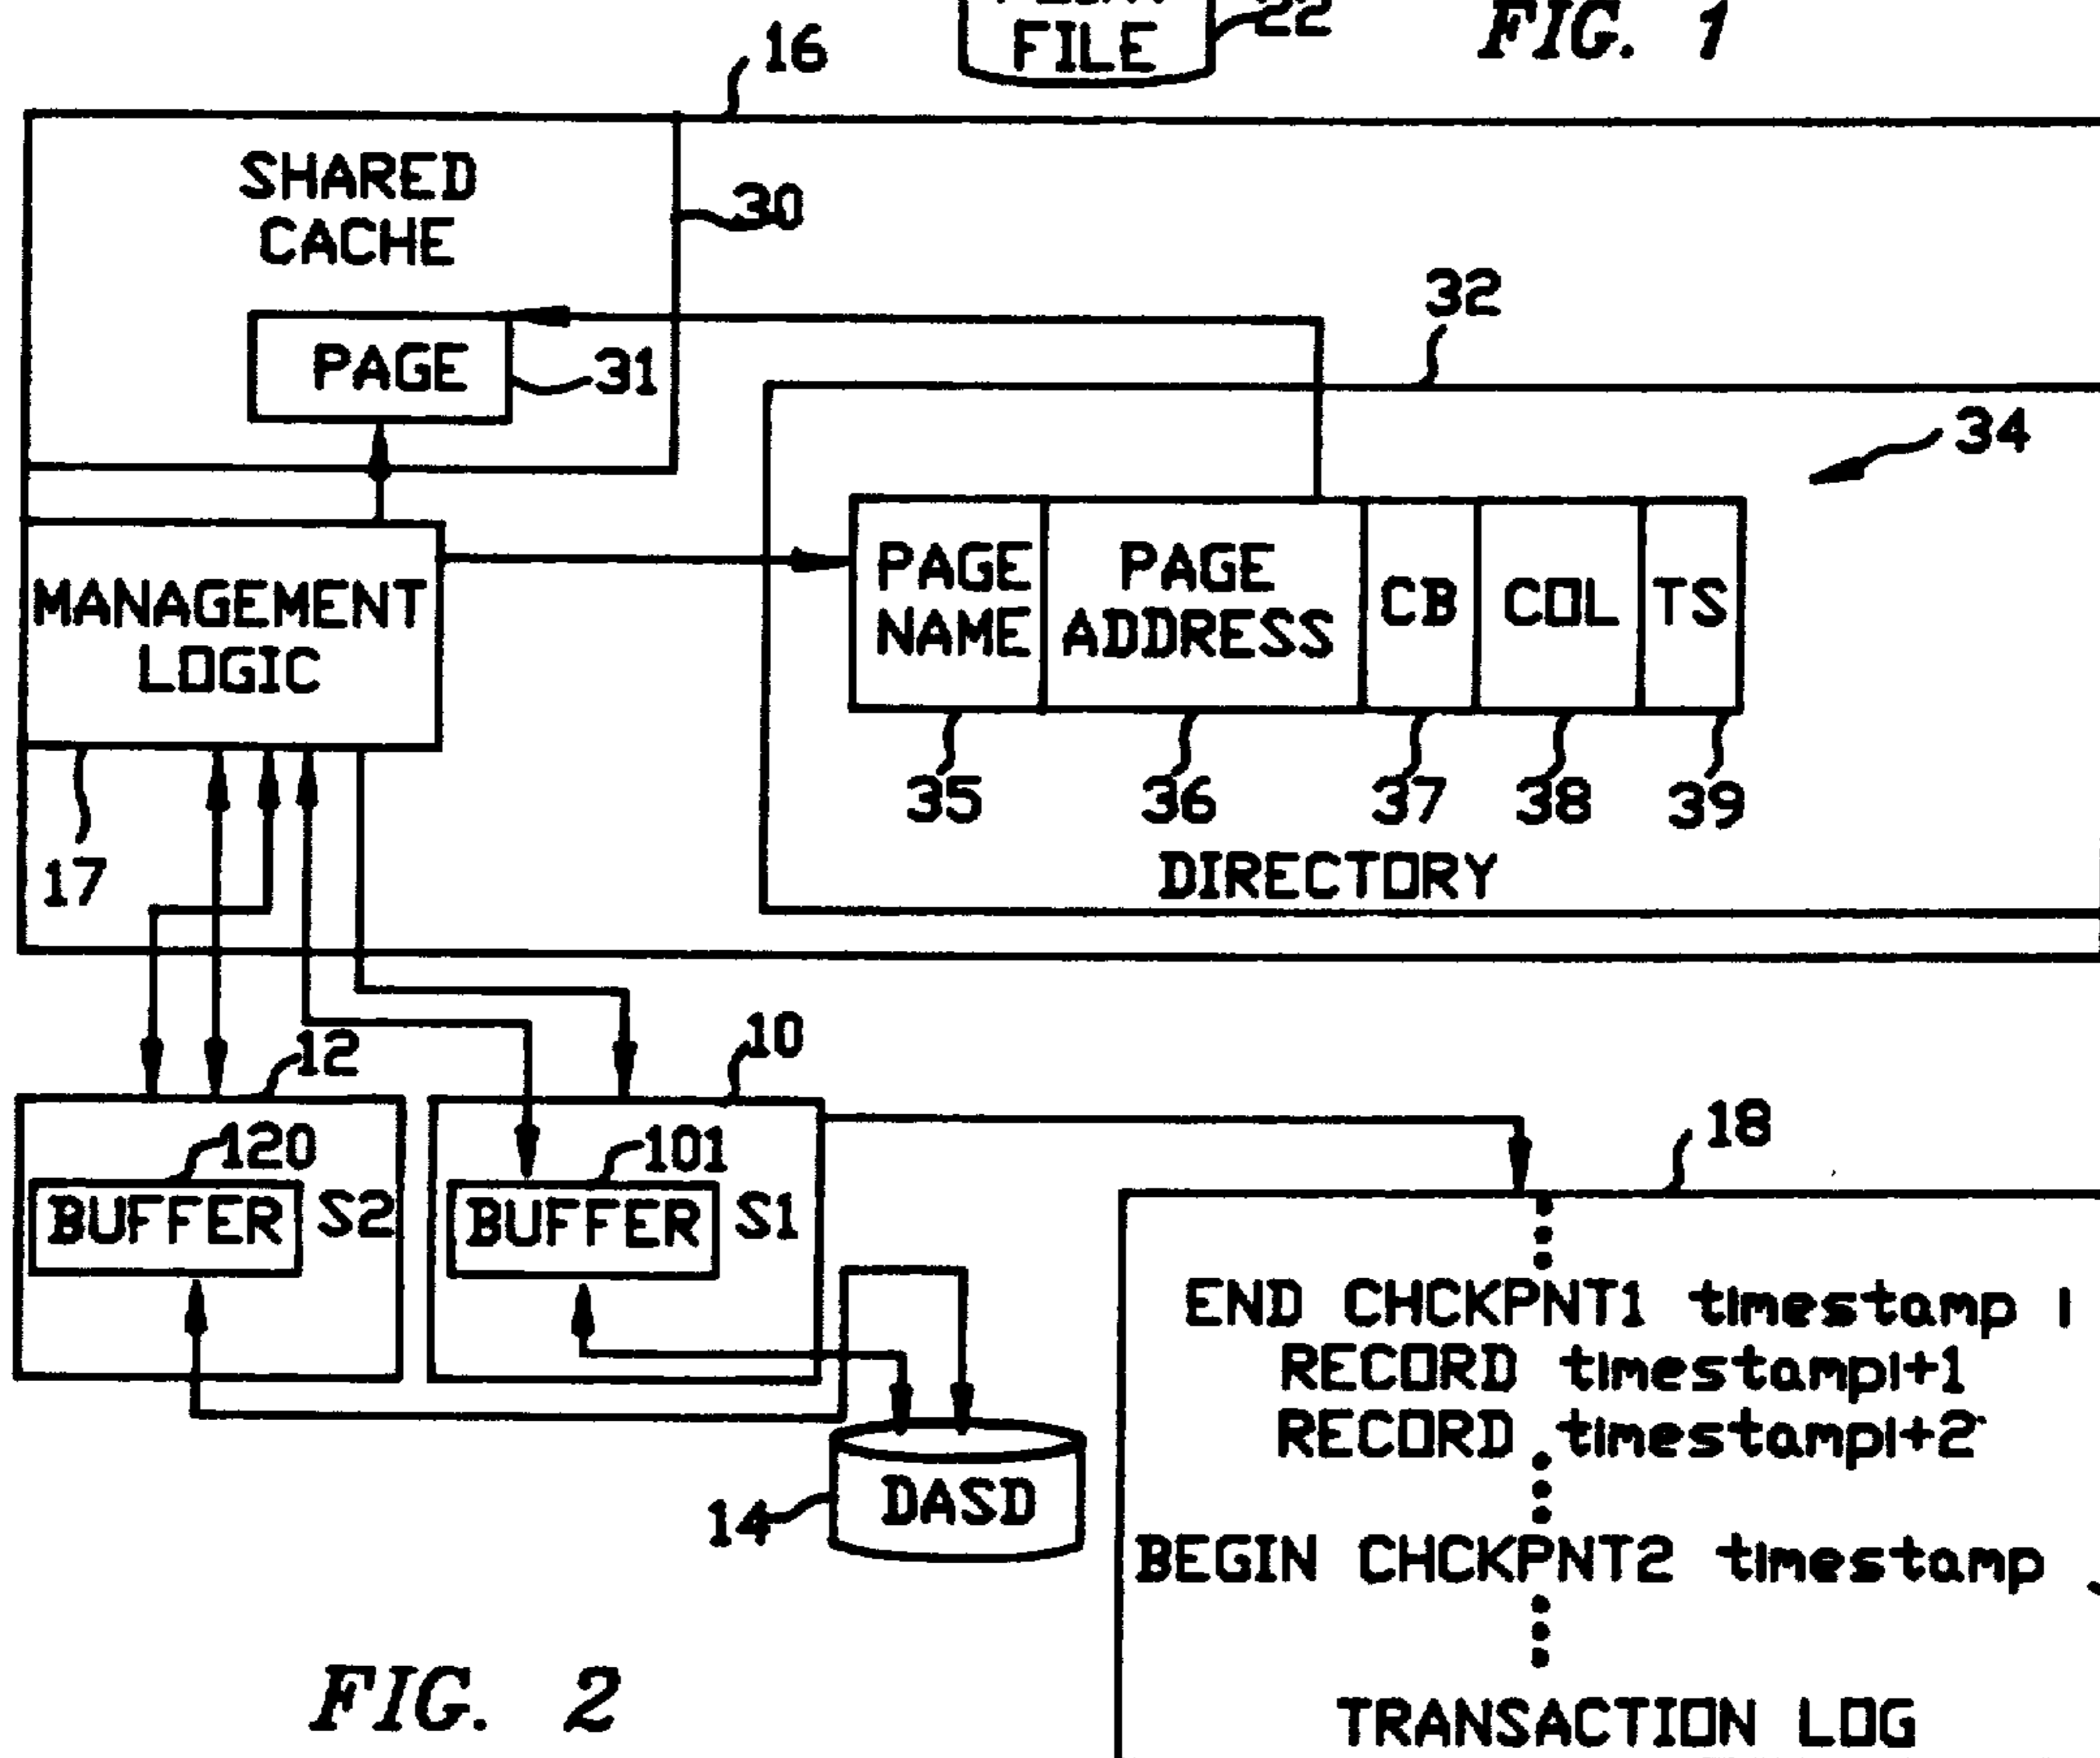 FILE
22
FIG. 1
16
SHARED
CACHE
30
32
PAGE
31
34
MANAGEMENT
LOGIC
PAGE
NAME
PAGE
ADDRESS
CB
COL
TS
35
36
37
38
39
17
DIRECTORY
12
10
120
101
18
BUFFER
S2
BUFFER
S1
END CHCKPNT1 timestamp i
RECORD timestampi+1
RECORD timestampi+2
14
DASD
BEGIN CHCKPNT2 timestamp
TRANSACTION LOG
FIG. 2